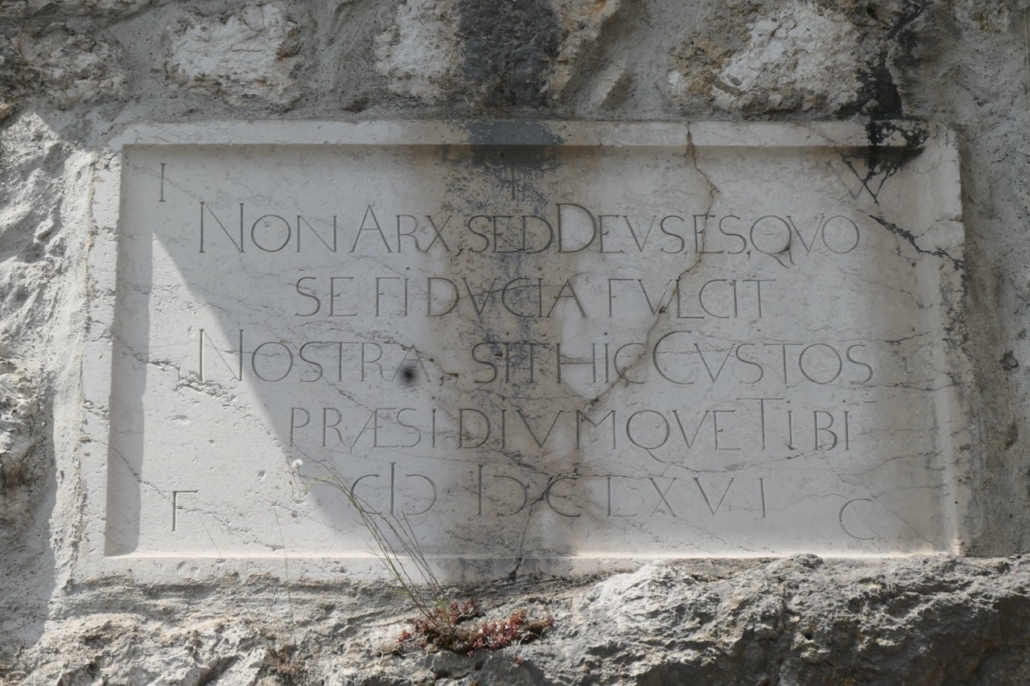 I V
NON ARX, SED DEVS ES, QVO
SE FIDVCIA FVLCIT
NOSTRA, SIT HIC CVSTOS
PRÆSIDIVMQVE TIBI
CIↃ IↃCLXVI
F C